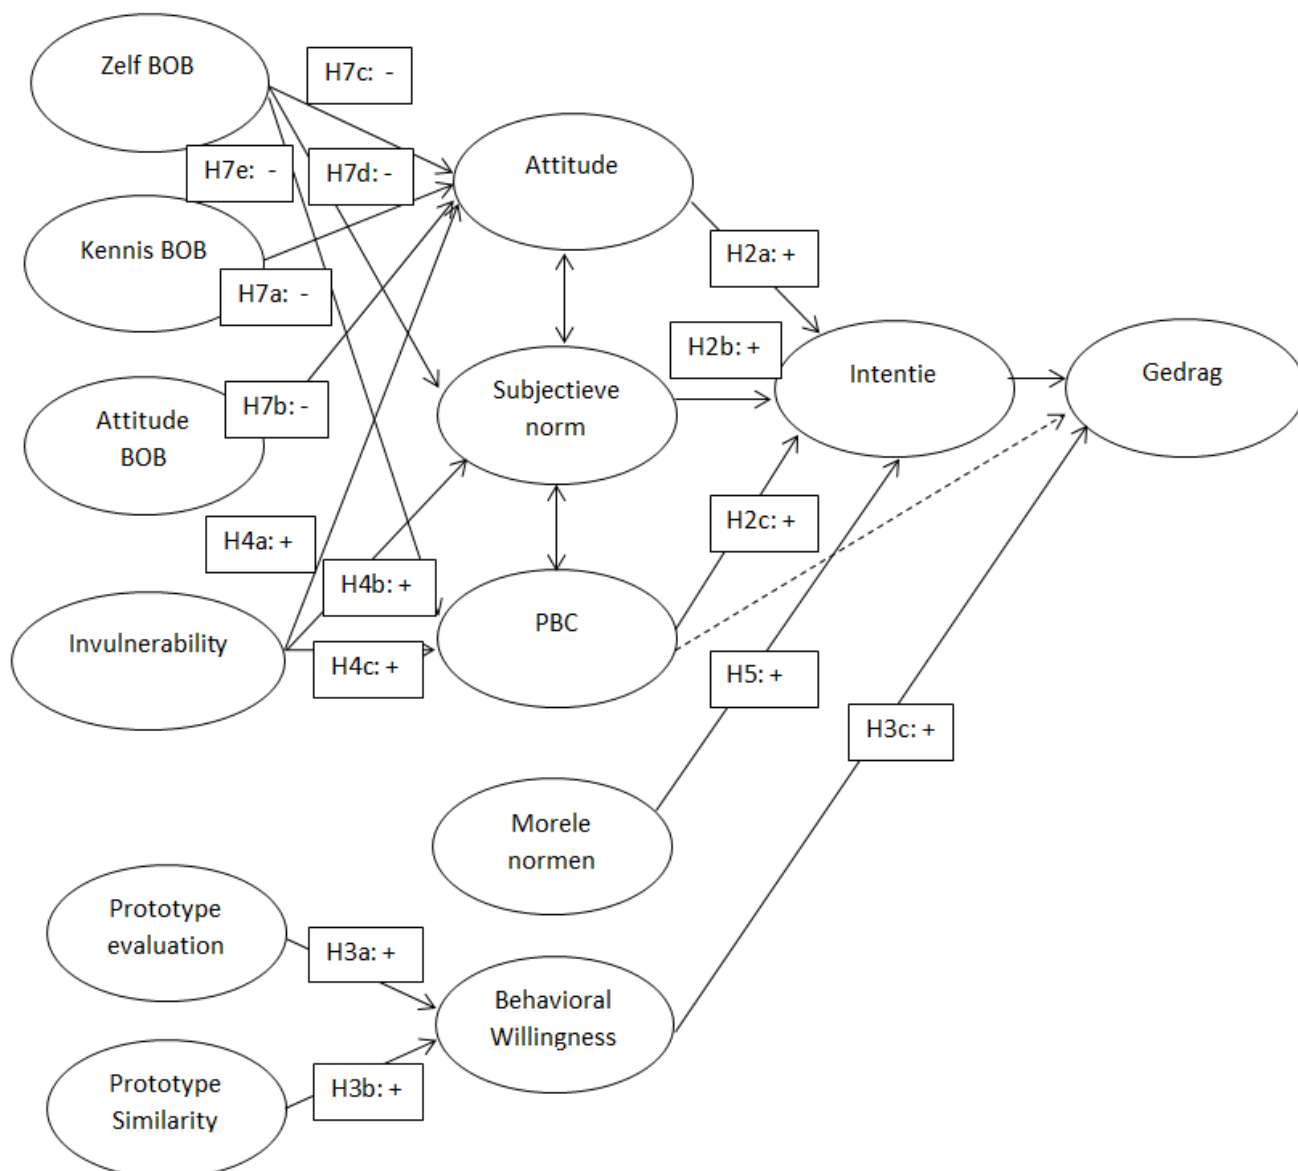 Zelf BOB
H7c: -
H7e: -
H7d: -
Attitude
Kennis BOB
H7a: -
H2a: +
H2b: +
Attitude
BOB
H7b: -
Subjectieve
norm
Intentie
Gedrag
H4a: +
H4b: +
H2c: +
Invulnerability
H4c: +
PBC
H5: +
H3c: +
Morele
normen
Prototype
evaluation
H3a: +
Behavioral
Willingness
Prototype
Similarity
H3b: +